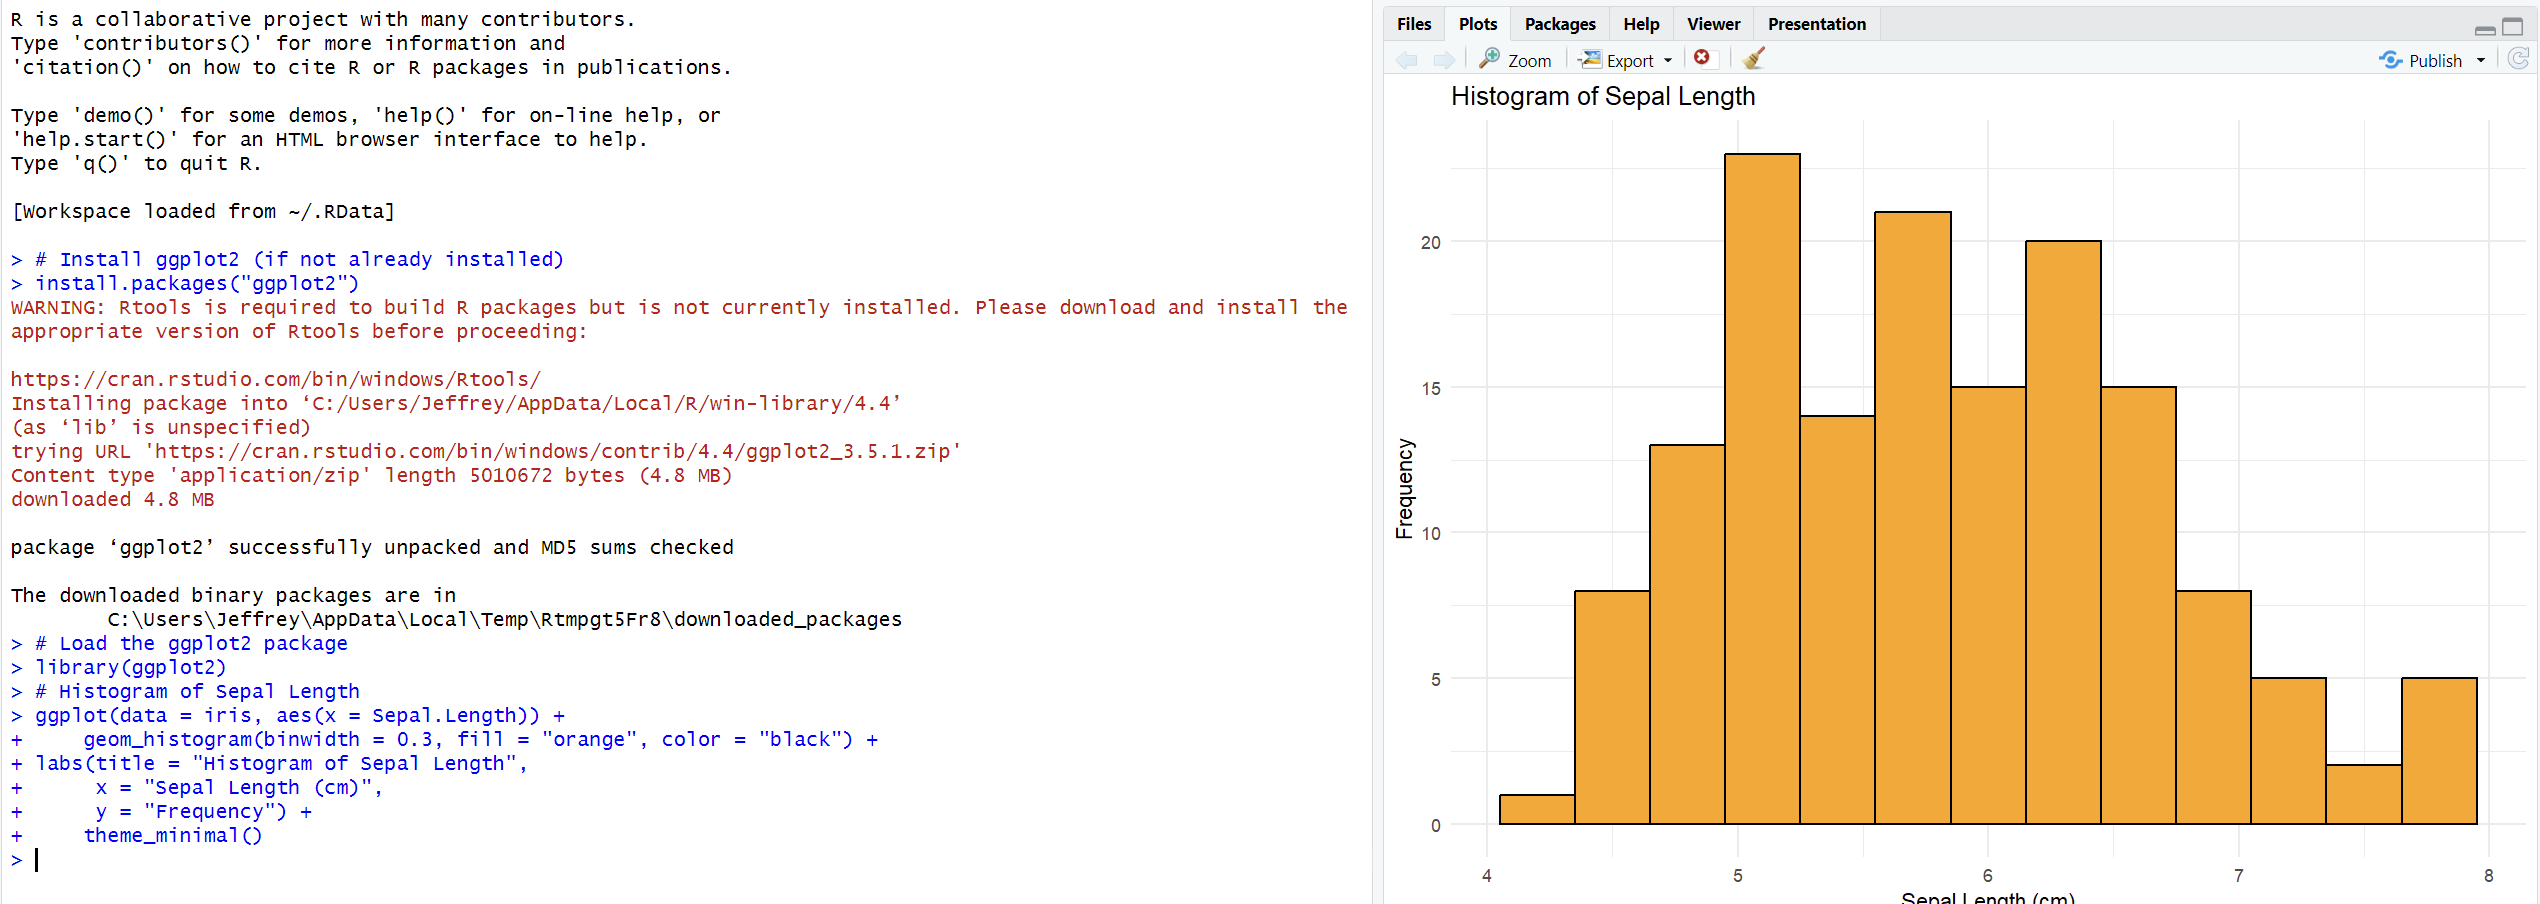 R is a collaborative project with many contributors.
Type 'contributors()' for more information and
'citation()' on how to cite R or R packages in publications.
Type 'demo()' for some demos, 'help()' for on-line help, or
'help.start()' for an HTML browser interface to help.
Type 'q()' to quit R.
[Workspace loaded from ~/.RData]
> # Install ggplot2 (if not already installed)
> install.packages("ggplot2")
WARNING: Rtools is required to build R packages but is not currently installed. Please download and install the
appropriate version of Rtools before proceeding:
https://cran.rstudio.com/bin/windows/Rtools/
Installing package into ‘C:/Users/Jeffrey/AppData/Local/R/win-library/4.4’
(as ‘lib’ is unspecified)
trying URL 'https://cran.rstudio.com/bin/windows/contrib/4.4/ggplot2_3.5.1.zip'
Content type 'application/zip' length 5010672 bytes (4.8 MB)
downloaded 4.8 MB
package ‘ggplot2’ successfully unpacked and MD5 sums checked
The downloaded binary packages are in
C:\Users\Jeffrey\AppData\Local\Temp\Rtmpgt5Fr8\downloaded_packages
> # Load the ggplot2 package
> library(ggplot2)
> # Histogram of Sepal Length
> ggplot(data = iris, aes(x = Sepal.Length)) +
+     geom_histogram(binwidth = 0.3, fill = "orange", color = "black") +
+ labs(title = "Histogram of Sepal Length",
+      x = "Sepal Length (cm)",
+      y = "Frequency") +
+     theme_minimal()
>
Files Plots Packages Help Viewer Presentation
Zoom Export Publish
Histogram of Sepal Length
Frequency
20
15
10
5
0
4 5 6 7 8
Sepal Length (cm)